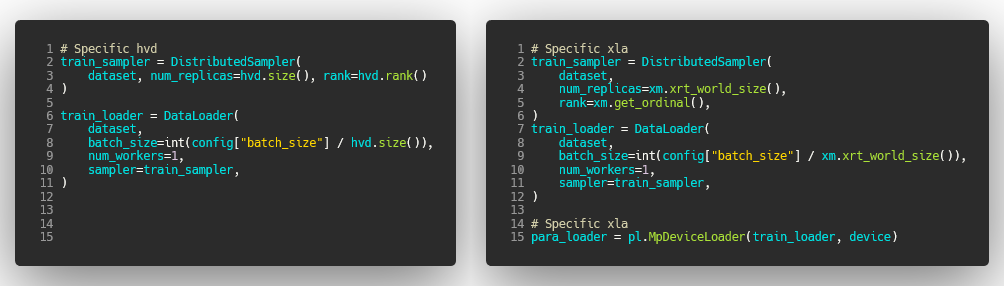 1 # Specific hvd
2 train_sampler = DistributedSampler(
3     dataset, num_replicas=hvd.size(), rank=hvd.rank()
4 )
5
6 train_loader = DataLoader(
7     dataset,
8     batch_size=int(config["batch_size"] / hvd.size()),
9     num_workers=1,
10     sampler=train_sampler,
11 )
12
13
14
15
1 # Specific xla
2 train_sampler = DistributedSampler(
3     dataset,
4     num_replicas=xm.xrt_world_size(),
5     rank=xm.get_ordinal(),
6 )
7 train_loader = DataLoader(
8     dataset,
9     batch_size=int(config["batch_size"] / xm.xrt_world_size()),
10     num_workers=1,
11     sampler=train_sampler,
12 )
13
14 # Specific xla
15 para_loader = pl.MpDeviceLoader(train_loader, device)